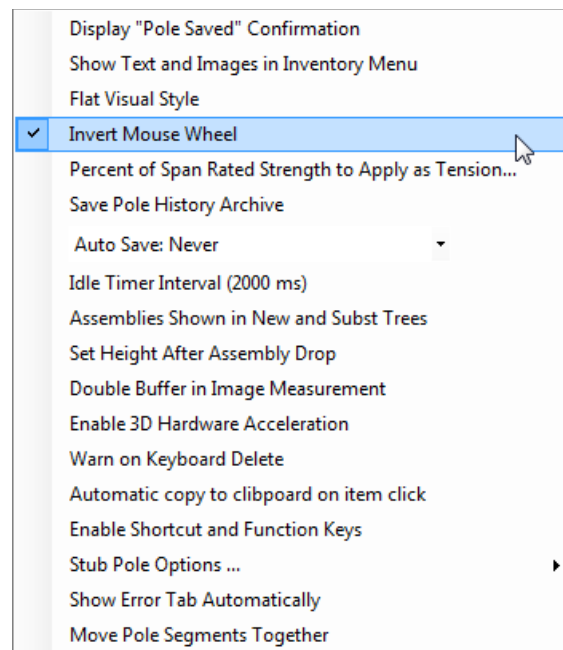 Display "Pole Saved" Confirmation
Show Text and Images in Inventory Menu
Flat Visual Style
Invert Mouse Wheel
Percent of Span Rated Strength to Apply as Tension...
Save Pole History Archive
Auto Save: Never
Idle Timer Interval (2000 ms)
Assemblies Shown in New and Subst Trees
Set Height After Assembly Drop
Double Buffer in Image Measurement
Enable 3D Hardware Acceleration
Warn on Keyboard Delete
Automatic copy to clibpoard on item click
Enable Shortcut and Function Keys
Stub Pole Options ...
Show Error Tab Automatically
Move Pole Segments Together